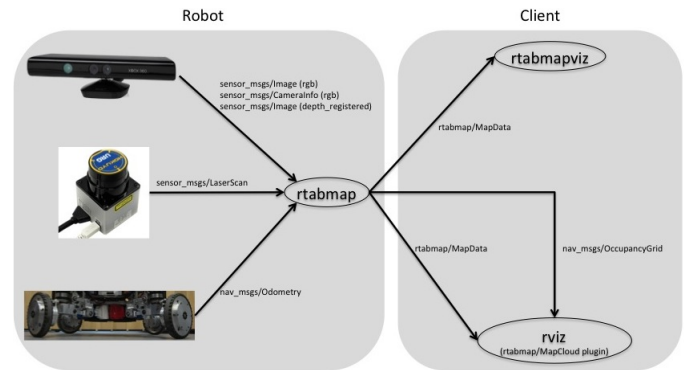 Robot
Client
sensor_msgs/Image (rgb)
sensor_msgs/CameraInfo (rgb)
sensor_msgs/Image (depth_registered)
rtabmapviz
rtabmap/MapData
sensor_msgs/LaserScan
rtabmap
rtabmap/MapData
nav_msgs/OccupancyGrid
nav_msgs/Odometry
rviz
(rtabmap/MapCloud plugin)